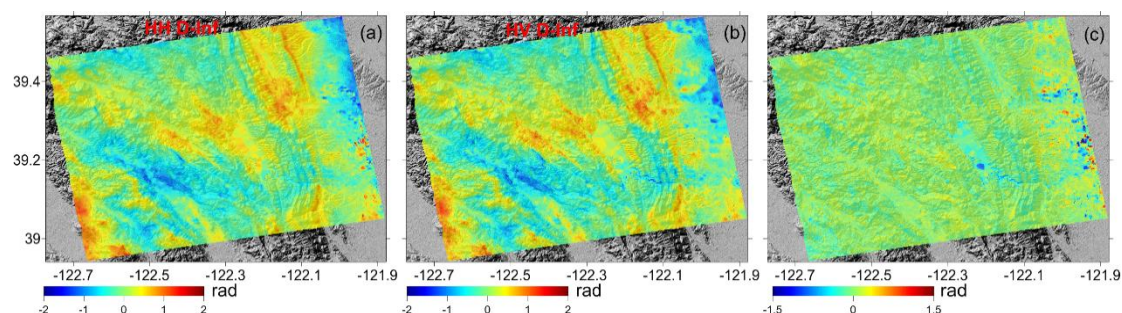 HH D-Inf (a)
HV D-Inf (b)
(c)
39.4
39.2
39
-122.7 -122.5 -122.3 -122.1 -121.9
-122.7 -122.5 -122.3 -122.1 -121.9
-122.7 -122.5 -122.3 -122.1 -121.9
-2 -1 0 1 2 rad
-2 -1 0 1 2 rad
-1.5 0 1.5 rad